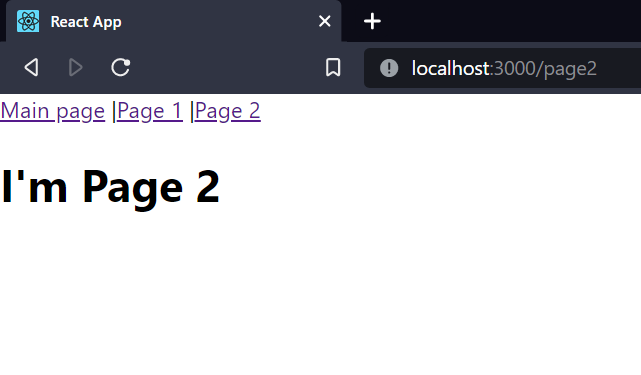 React App
localhost:3000/page2
Main page |Page 1 |Page 2
I'm Page 2